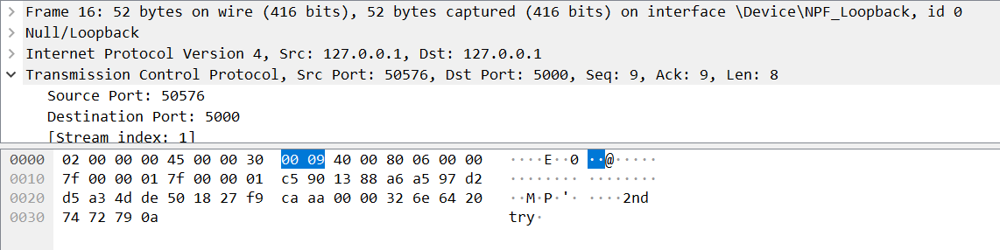 Frame 16: 52 bytes on wire (416 bits), 52 bytes captured (416 bits) on interface \Device\NPF_Loopback, id 0
Null/Loopback
Internet Protocol Version 4, Src: 127.0.0.1, Dst: 127.0.0.1
Transmission Control Protocol, Src Port: 50576, Dst Port: 5000, Seq: 9, Ack: 9, Len: 8
Source Port: 50576
Destination Port: 5000
[Stream index: 1]
0000 02 00 00 00 45 00 00 30 00 09 40 00 80 06 00 00 ····E··0 ··@·····
0010 7f 00 00 01 7f 00 00 01 c5 90 13 88 a6 a5 97 d2 ········ ········
0020 d5 a3 4d de 50 18 27 f9 ca aa 00 00 32 6e 64 20 ··M·P·'· ····2nd
0030 74 72 79 0a try·